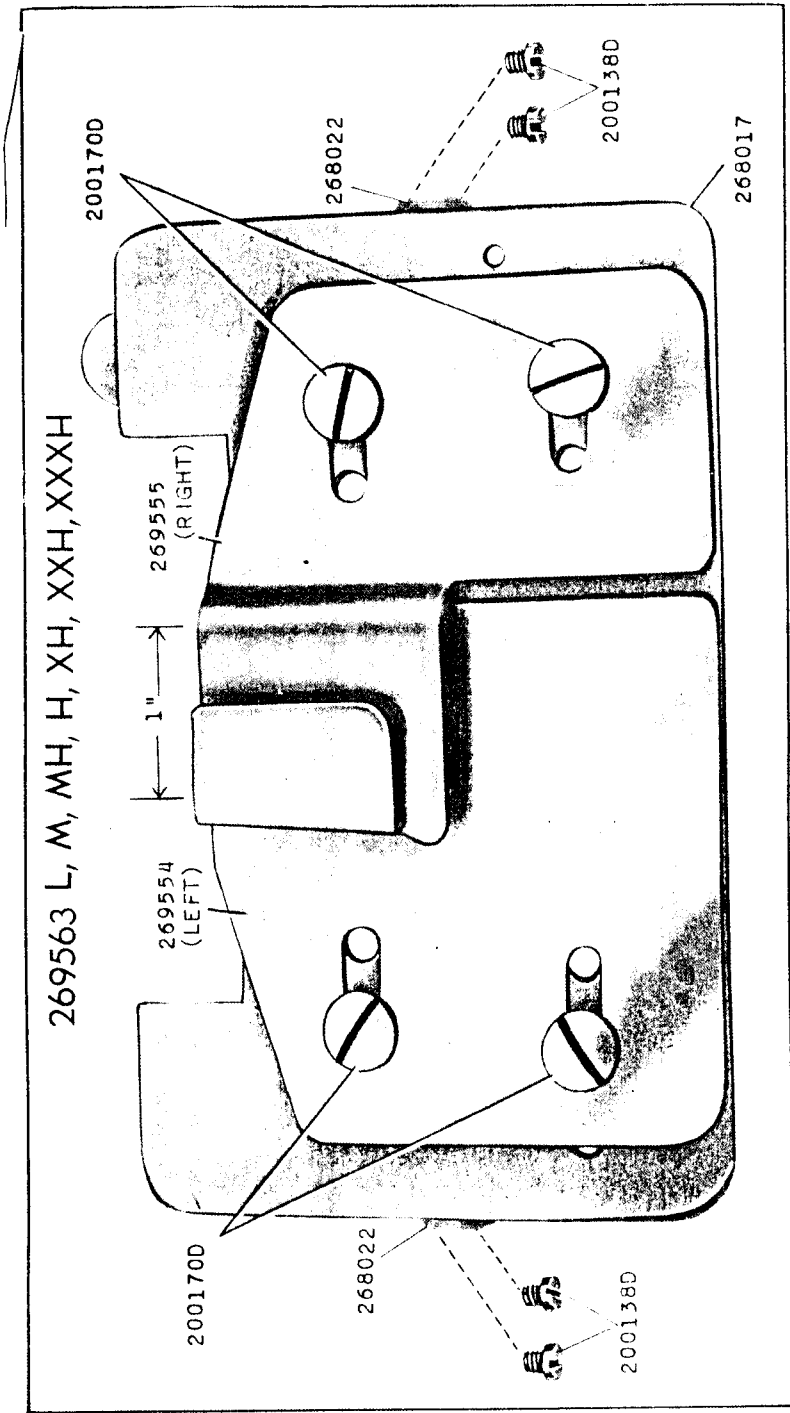 269563 L, M, MH, H, XH, XXH, XXXH
1"
269554
(LEFT)
269555
(RIGHT)
200170D
200170D
268022
268022
200138D
200138D
268017